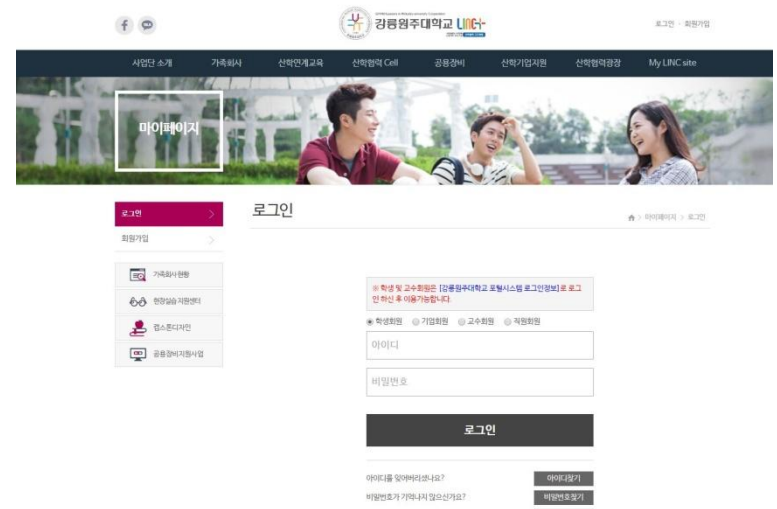 강릉원주대학교 LINC+
로그인 회원가입
사업단 소개 가족회사 산학연계교육 산학협력 Cell 공용장비 산학기업지원 산학협력광장 My LINC site
마이페이지
로그인
회원가입
가족회사 현황
현장실습 지원센터
캡스톤디자인
공용장비지원사업
로그인
마이페이지 > 로그인
※ 학생 및 교수회원은 [강릉원주대학교 포털시스템 로그인정보]로 로그
인 하신 후 이용가능합니다.
학생회원 기업회원 교수회원 직원회원
아이디
비밀번호
로그인
아이디를 잊어버리셨나요? 아이디찾기
비밀번호가 기억나지 않으신가요? 비밀번호찾기